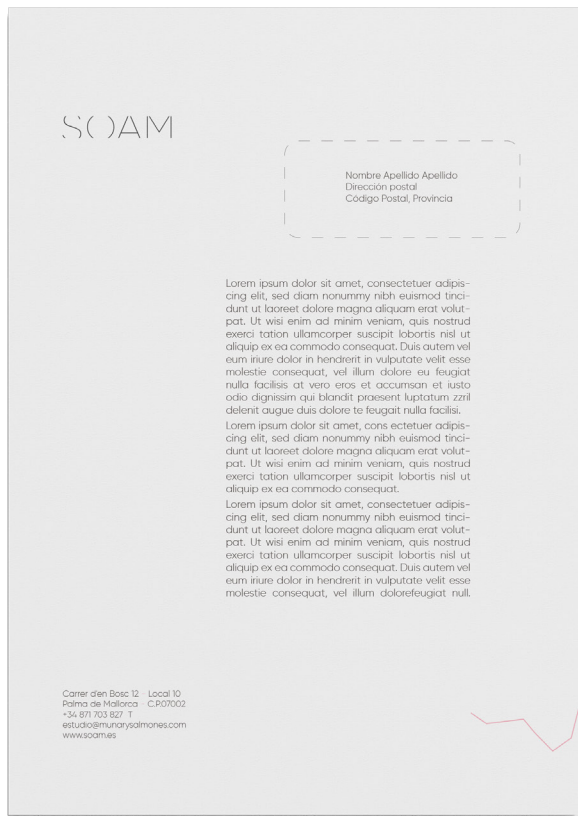 SOAM
Nombre Apellido Apellido
Dirección postal
Código Postal, Provincia
Lorem ipsum dolor sit amet, consectetuer adipis-
cing elit, sed diam nonummy nibh euismod tinci-
dunt ut laoreet dolore magna aliquam erat volut-
pat. Ut wisi enim ad minim veniam, quis nostrud
exerci tation ullamcorper suscipit lobortis nisl ut
aliquip ex ea commodo consequat. Duis autem vel
eum iriure dolor in hendrerit in vulputate velit esse
molestie consequat, vel illum dolore eu feugiat
nulla facilisis at vero eros et accumsan et iusto
odio dignissim qui blandit praesent luptatum zzril
delenit augue duis dolore te feugait nulla facilisi.
Lorem ipsum dolor sit amet, cons ectetuer adipis-
cing elit, sed diam nonummy nibh euismod tinci-
dunt ut laoreet dolore magna aliquam erat volut-
pat. Ut wisi enim ad minim veniam, quis nostrud
exerci tation ullamcorper suscipit lobortis nisl ut
aliquip ex ea commodo consequat.
Lorem ipsum dolor sit amet, consectetuer adipis-
cing elit, sed diam nonummy nibh euismod tinci-
dunt ut laoreet dolore magna aliquam erat volut-
pat. Ut wisi enim ad minim veniam, quis nostrud
exerci tation ullamcorper suscipit lobortis nisl ut
aliquip ex ea commodo consequat. Duis autem vel
eum iriure dolor in hendrerit in vulputate velit esse
molestie consequat, vel illum dolorefeugiat null.
Carrer d'en Bosc 12 · Local 10
Palma de Mallorca · C.P.07002
+34 871 703 827 T
estudio@munarysalmones.com
www.soam.es